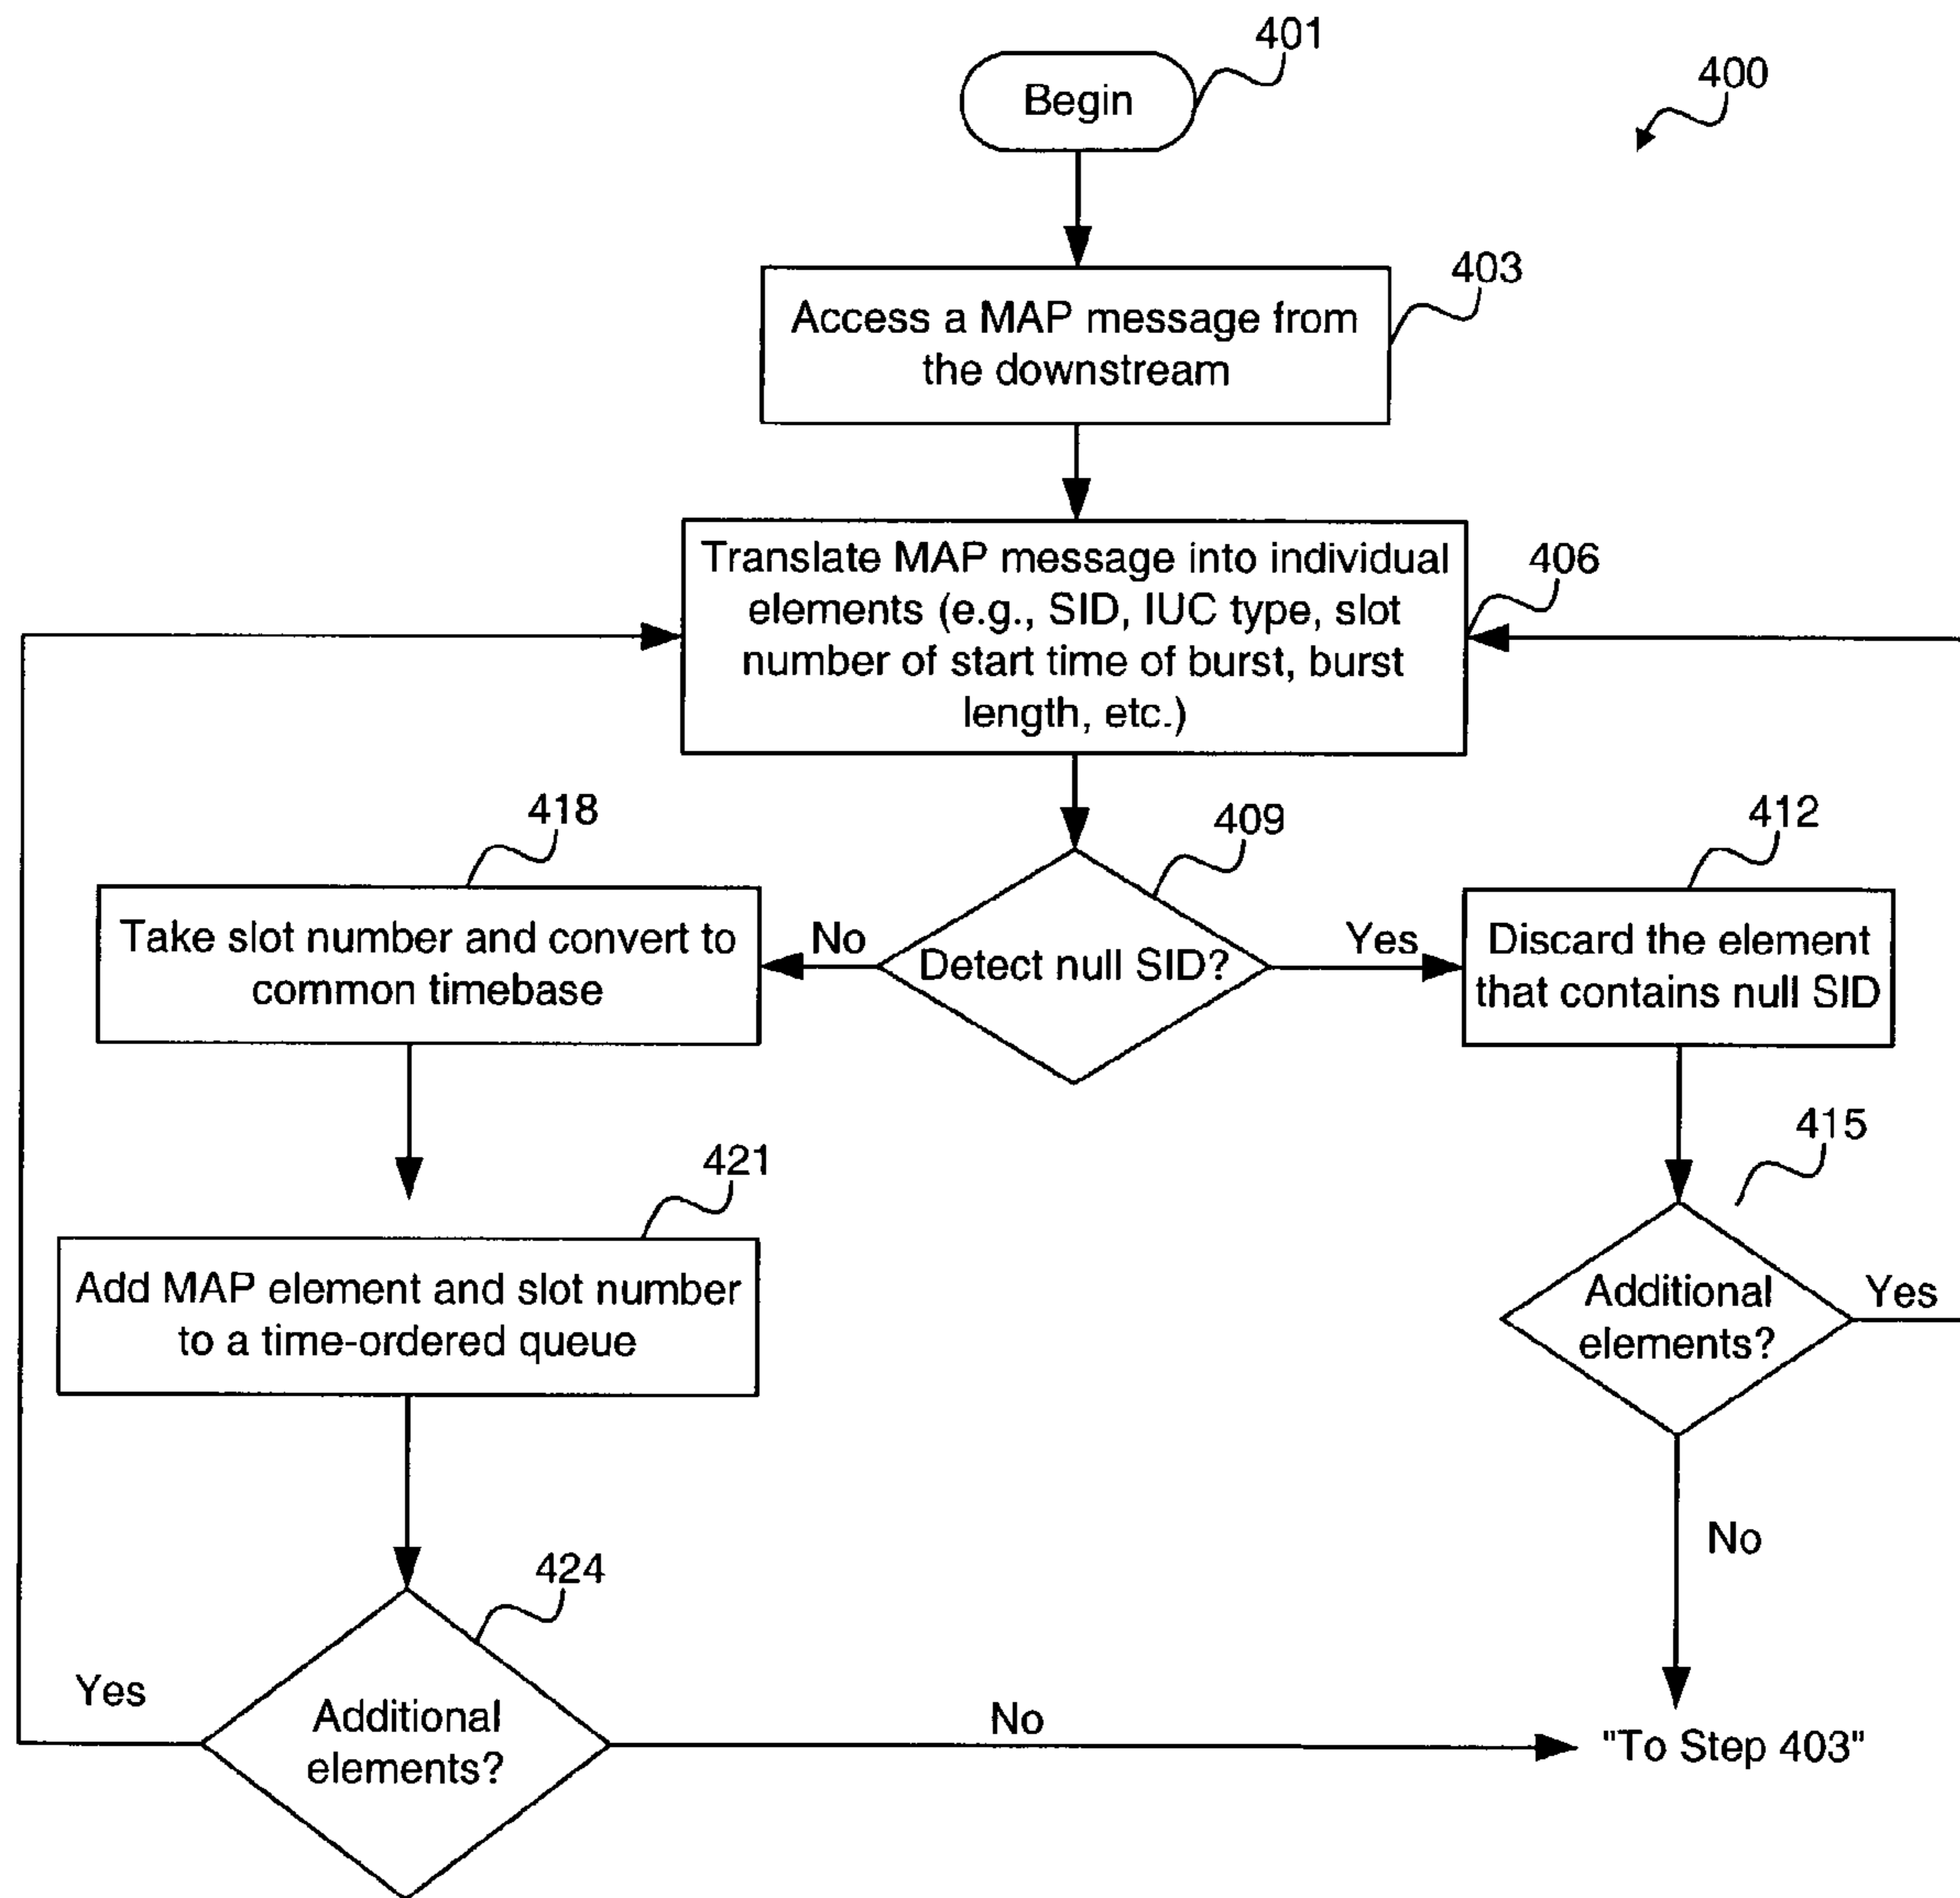 401
Begin
400
403
Access a MAP message from
the downstream
406
Translate MAP message into individual
elements (e.g., SID, IUC type, slot
number of start time of burst, burst
length, etc.)
418
409
412
Take slot number and convert to
common timebase
No
Detect null SID?
Yes
Discard the element
that contains null SID
415
421
Add MAP element and slot number
to a time-ordered queue
Additional
elements?
Yes
No
424
Yes
Additional
elements?
No
"To Step 403"